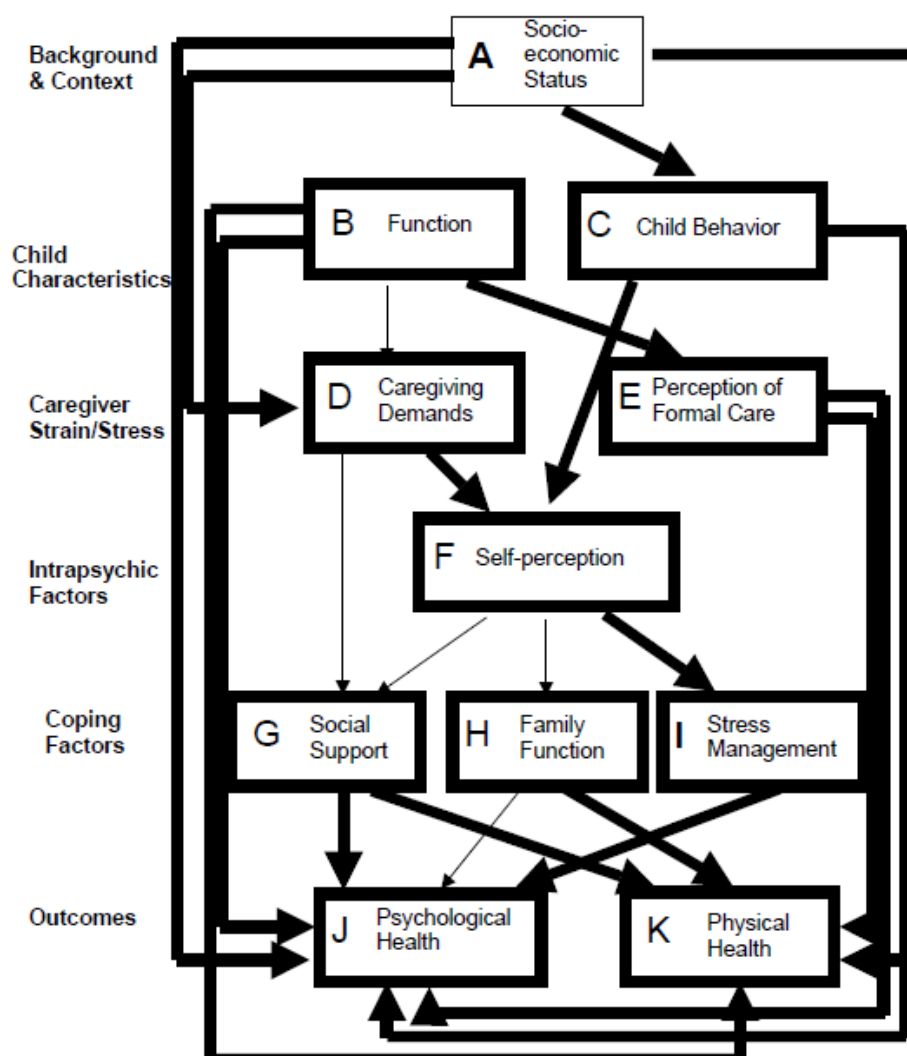 Background
& Context
A
Socio-
economic
Status
Child
Characteristics
B Function
C Child Behavior
Caregiver
Strain/Stress
D Caregiving
Demands
E Perception of
Formal Care
Intrapsychic
Factors
F Self-perception
Coping
Factors
G Social
Support
H Family
Function
I Stress
Management
Outcomes
J Psychological
Health
K Physical
Health